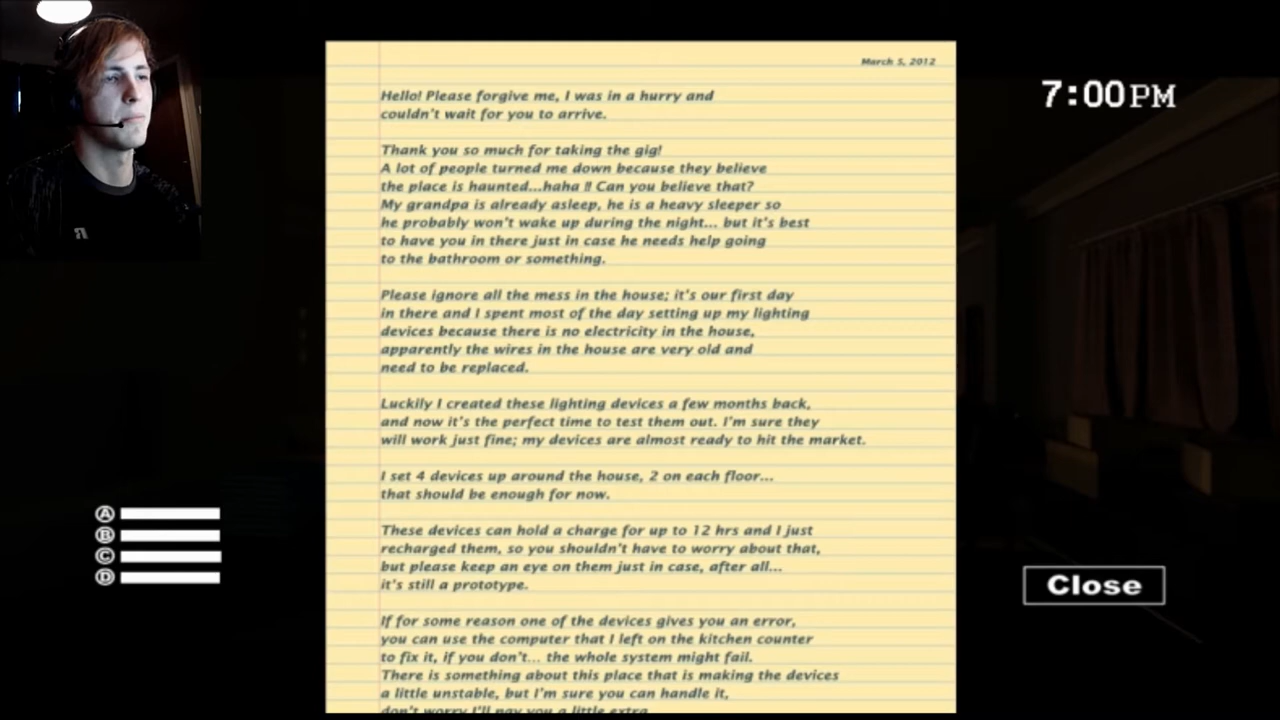 March 5, 2012
Hello! Please forgive me, I was in a hurry and
couldn't wait for you to arrive.
Thank you so much for taking the gig!
A lot of people turned me down because they believe
the place is haunted...haha !! Can you believe that?
My grandpa is already asleep, he is a heavy sleeper so
he probably won't wake up during the night... but it's best
to have you in there just in case he needs help going
to the bathroom or something.
Please ignore all the mess in the house; it's our first day
in there and I spent most of the day setting up my lighting
devices because there is no electricity in the house,
apparently the wires in the house are very old and
need to be replaced.
Luckily I created these lighting devices a few months back,
and now it's the perfect time to test them out. I'm sure they
will work just fine; my devices are almost ready to hit the market.
I set 4 devices up around the house, 2 on each floor...
that should be enough for now.
These devices can hold a charge for up to 12 hrs and I just
recharged them, so you shouldn't have to worry about that,
but please keep an eye on them just in case, after all...
it's still a prototype.
If for some reason one of the devices gives you an error,
you can use the computer that I left on the kitchen counter
to fix it, if you don't... the whole system might fail.
There is something about this place that is making the devices
a little unstable, but I'm sure you can handle it,
don't worry I'll pay you a little extra
7:00PM
A
B
C
D
Close